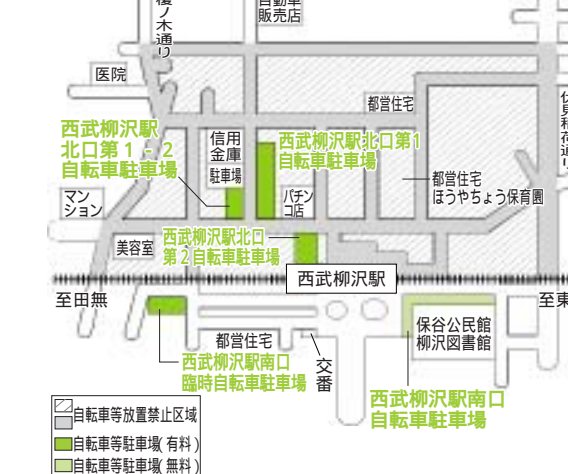 自動車
販売店
榎ノ木通り
医院
都営住宅
伏見稲荷通り
西武柳沢駅
北口第1-2
自転車駐車場
信用
金庫
駐車場
西武柳沢駅北口第1
自転車駐車場
都営住宅
ほうやちょう保育園
マン
ション
パチン
コ店
美容室
西武柳沢駅北口
第2自転車駐車場
西武柳沢駅
至田無
至東
保谷公民館
柳沢図書館
都営住宅
交番
西武柳沢駅南口
臨時自転車駐車場
西武柳沢駅南口
自転車駐車場
自転車等放置禁止区域
自転車等駐車場(有料)
自転車等駐車場(無料)